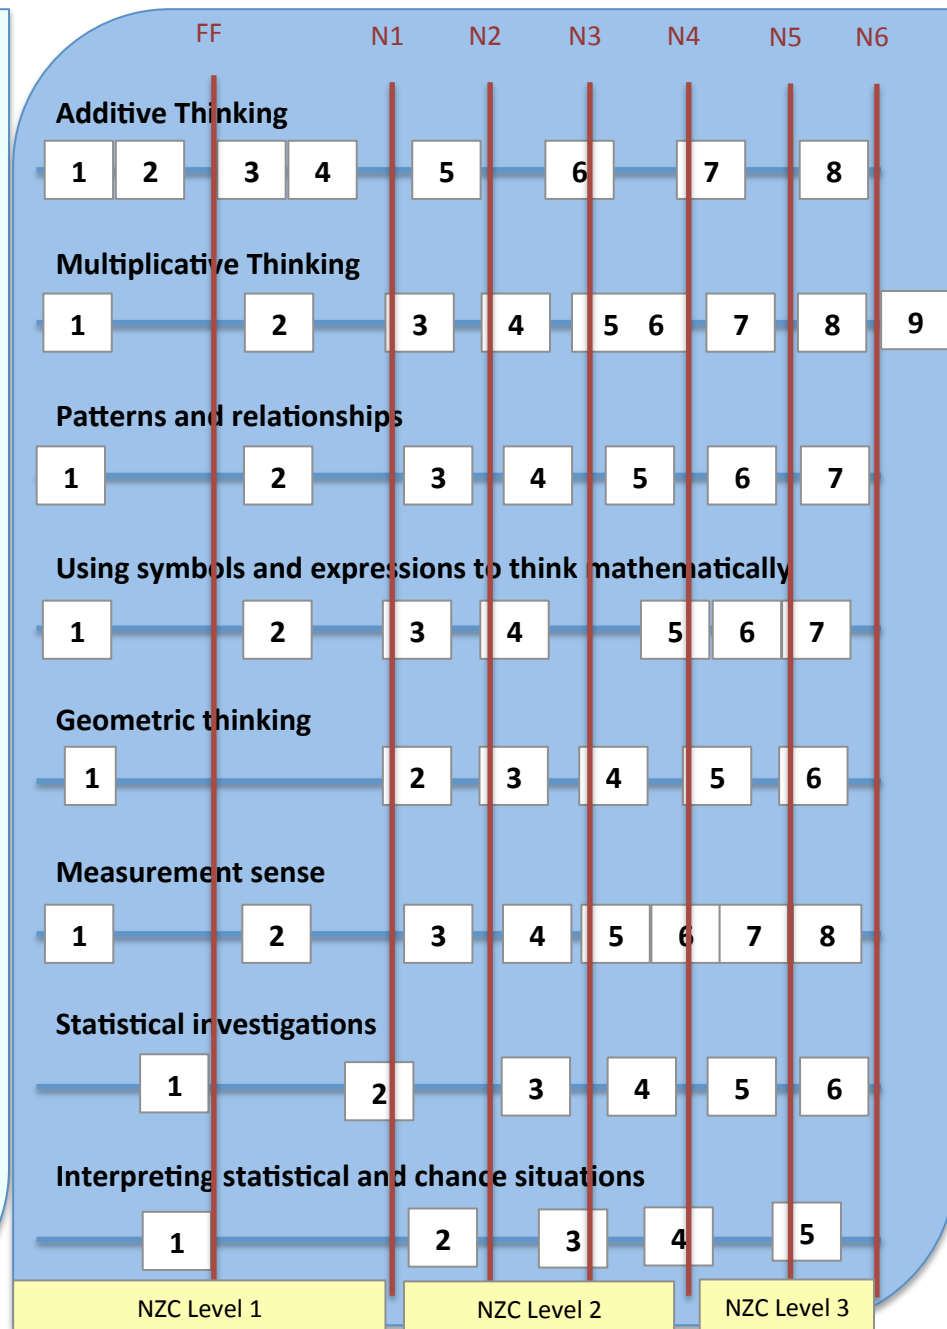 FF N1 N2 N3 N4 N5 N6
Additive Thinking
1 2 3 4 5 6 7 8
Multiplicative Thinking
1 2 3 4 5 6 7 8 9
Patterns and relationships
1 2 3 4 5 6 7
Using symbols and expressions to think mathematically
1 2 3 4 5 6 7
Geometric thinking
1 2 3 4 5 6
Measurement sense
1 2 3 4 5 6 7 8
Statistical investigations
1 2 3 4 5 6
Interpreting statistical and chance situations
1 2 3 4 5
NZC Level 1 NZC Level 2 NZC Level 3